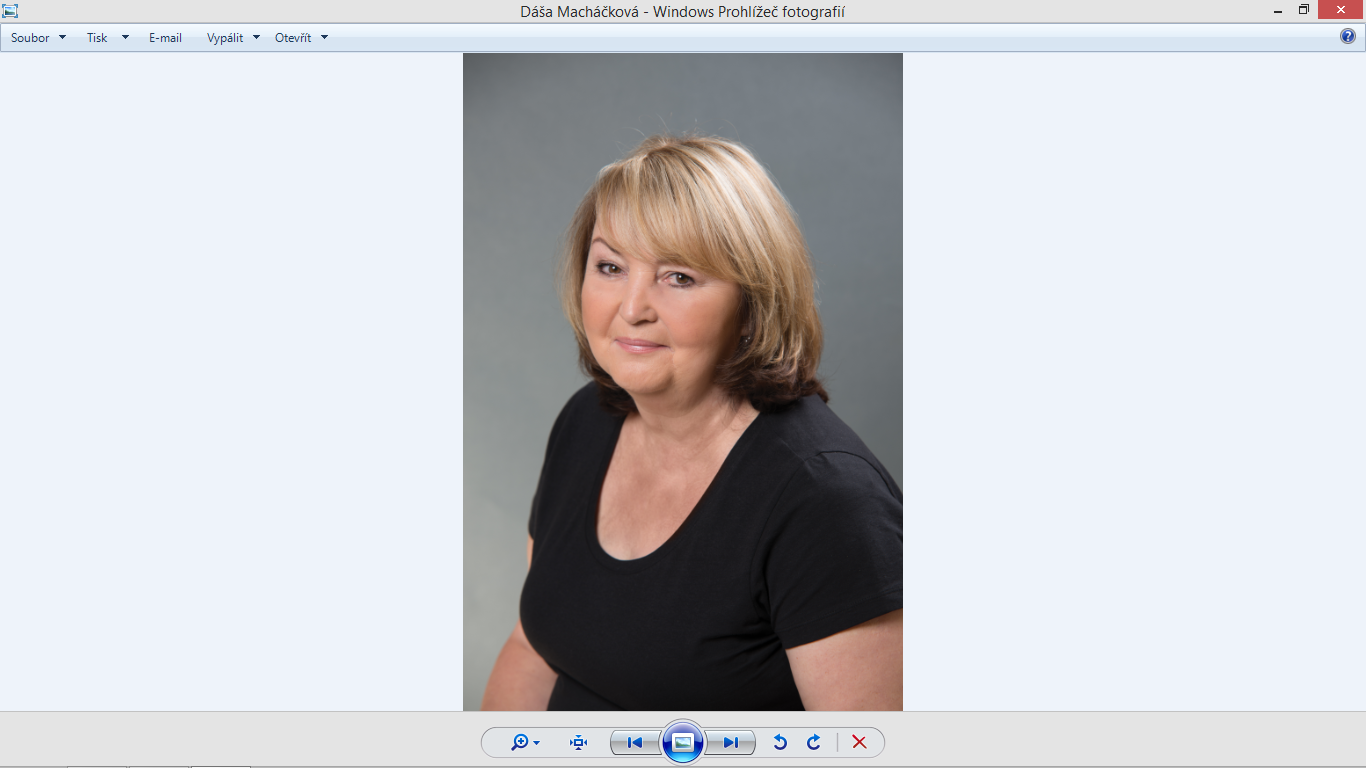 Dáša Macháčková - Windows Prohlížeč fotografií
Soubor Tisk E-mail Vypálit Otevřít